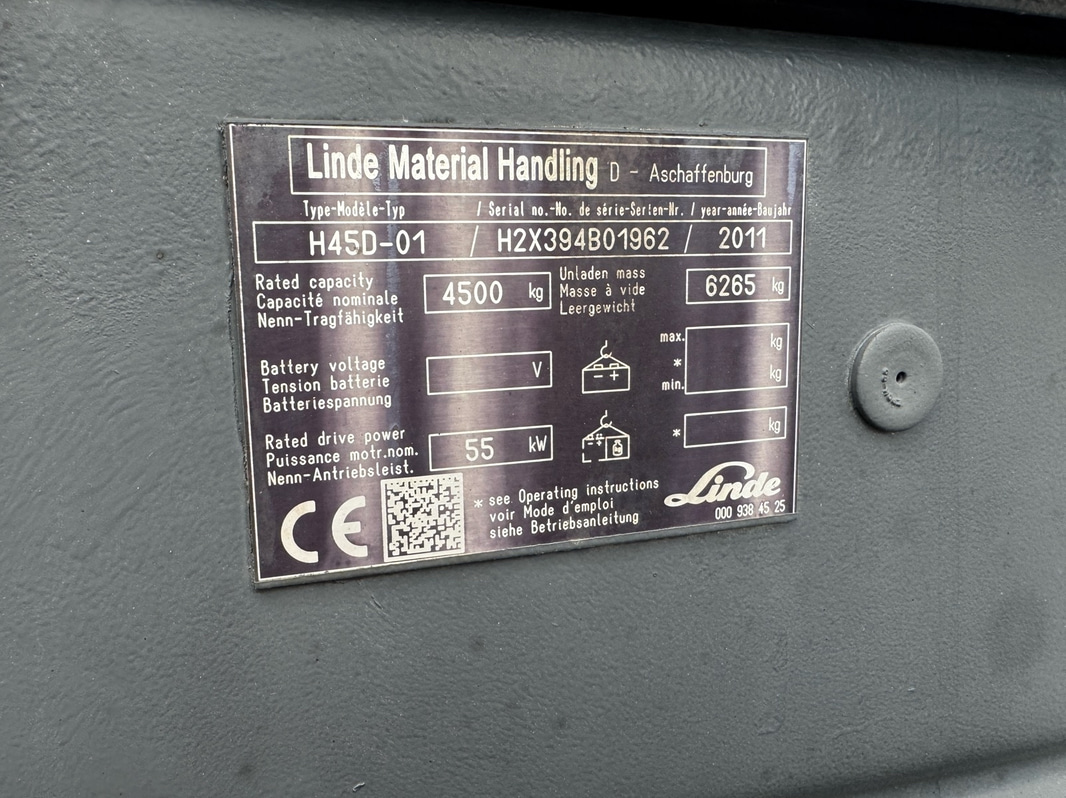 Linde Material Handling D - Aschaffenburg
Type-Modèle-Typ / Serial no.-No. de série-Serien-Nr. / year-année-Baujahr
H45D-01 / H2X394B01962 / 2011
Rated capacity
Capacité nominale
Nenn-Tragfähigkeit
4500 kg
Unladen mass
Masse à vide
Leergewicht
6265 kg
Battery voltage
Tension batterie
Batteriespannung
V
max. kg
*
min. kg
Rated drive power
Puissance motr.nom.
Nenn-Antriebsleist.
55 kW
* kg
CE
* see Operating instructions
voir Mode d'emploi
siehe Betriebsanleitung
Linde
000 938 45 25